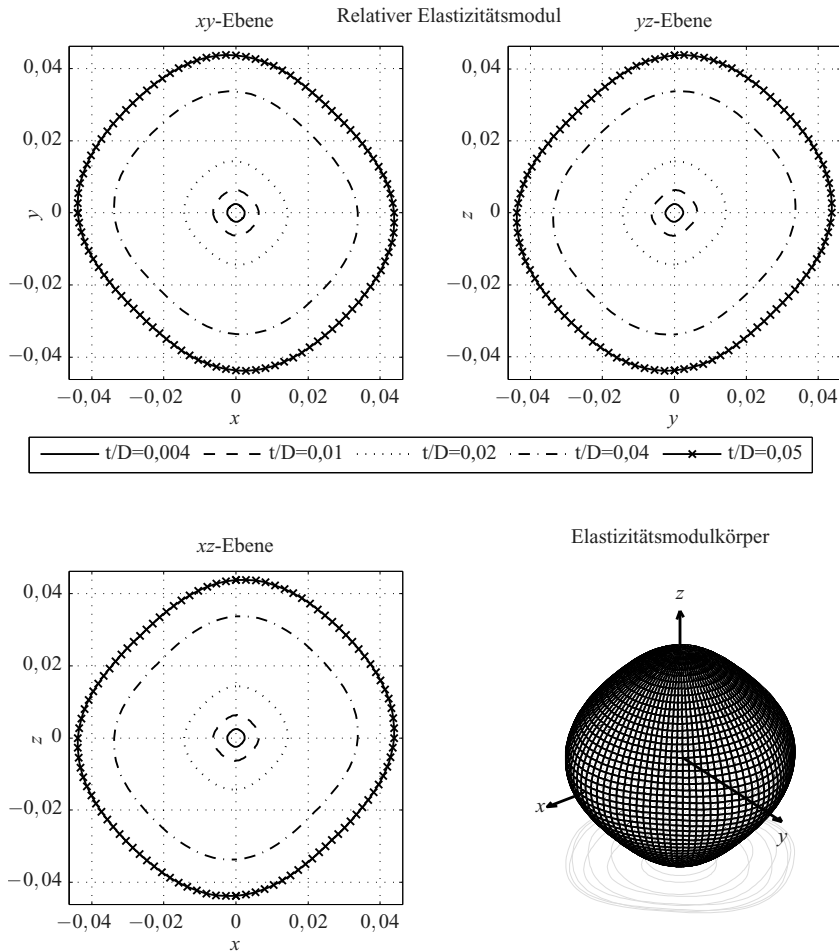 Relativer Elastizitätsmodul
xy-Ebene
yz-Ebene
0,04
0,02
0
−0,02
−0,04
y
−0,04
−0,02
0
0,02
0,04
x
0,04
0,02
0
−0,02
−0,04
z
−0,04
−0,02
0
0,02
0,04
y
t/D=0,004
t/D=0,01
t/D=0,02
t/D=0,04
t/D=0,05
xz-Ebene
0,04
0,02
0
−0,02
−0,04
z
−0,04
−0,02
0
0,02
0,04
x
Elastizitätsmodulkörper
z
x
y